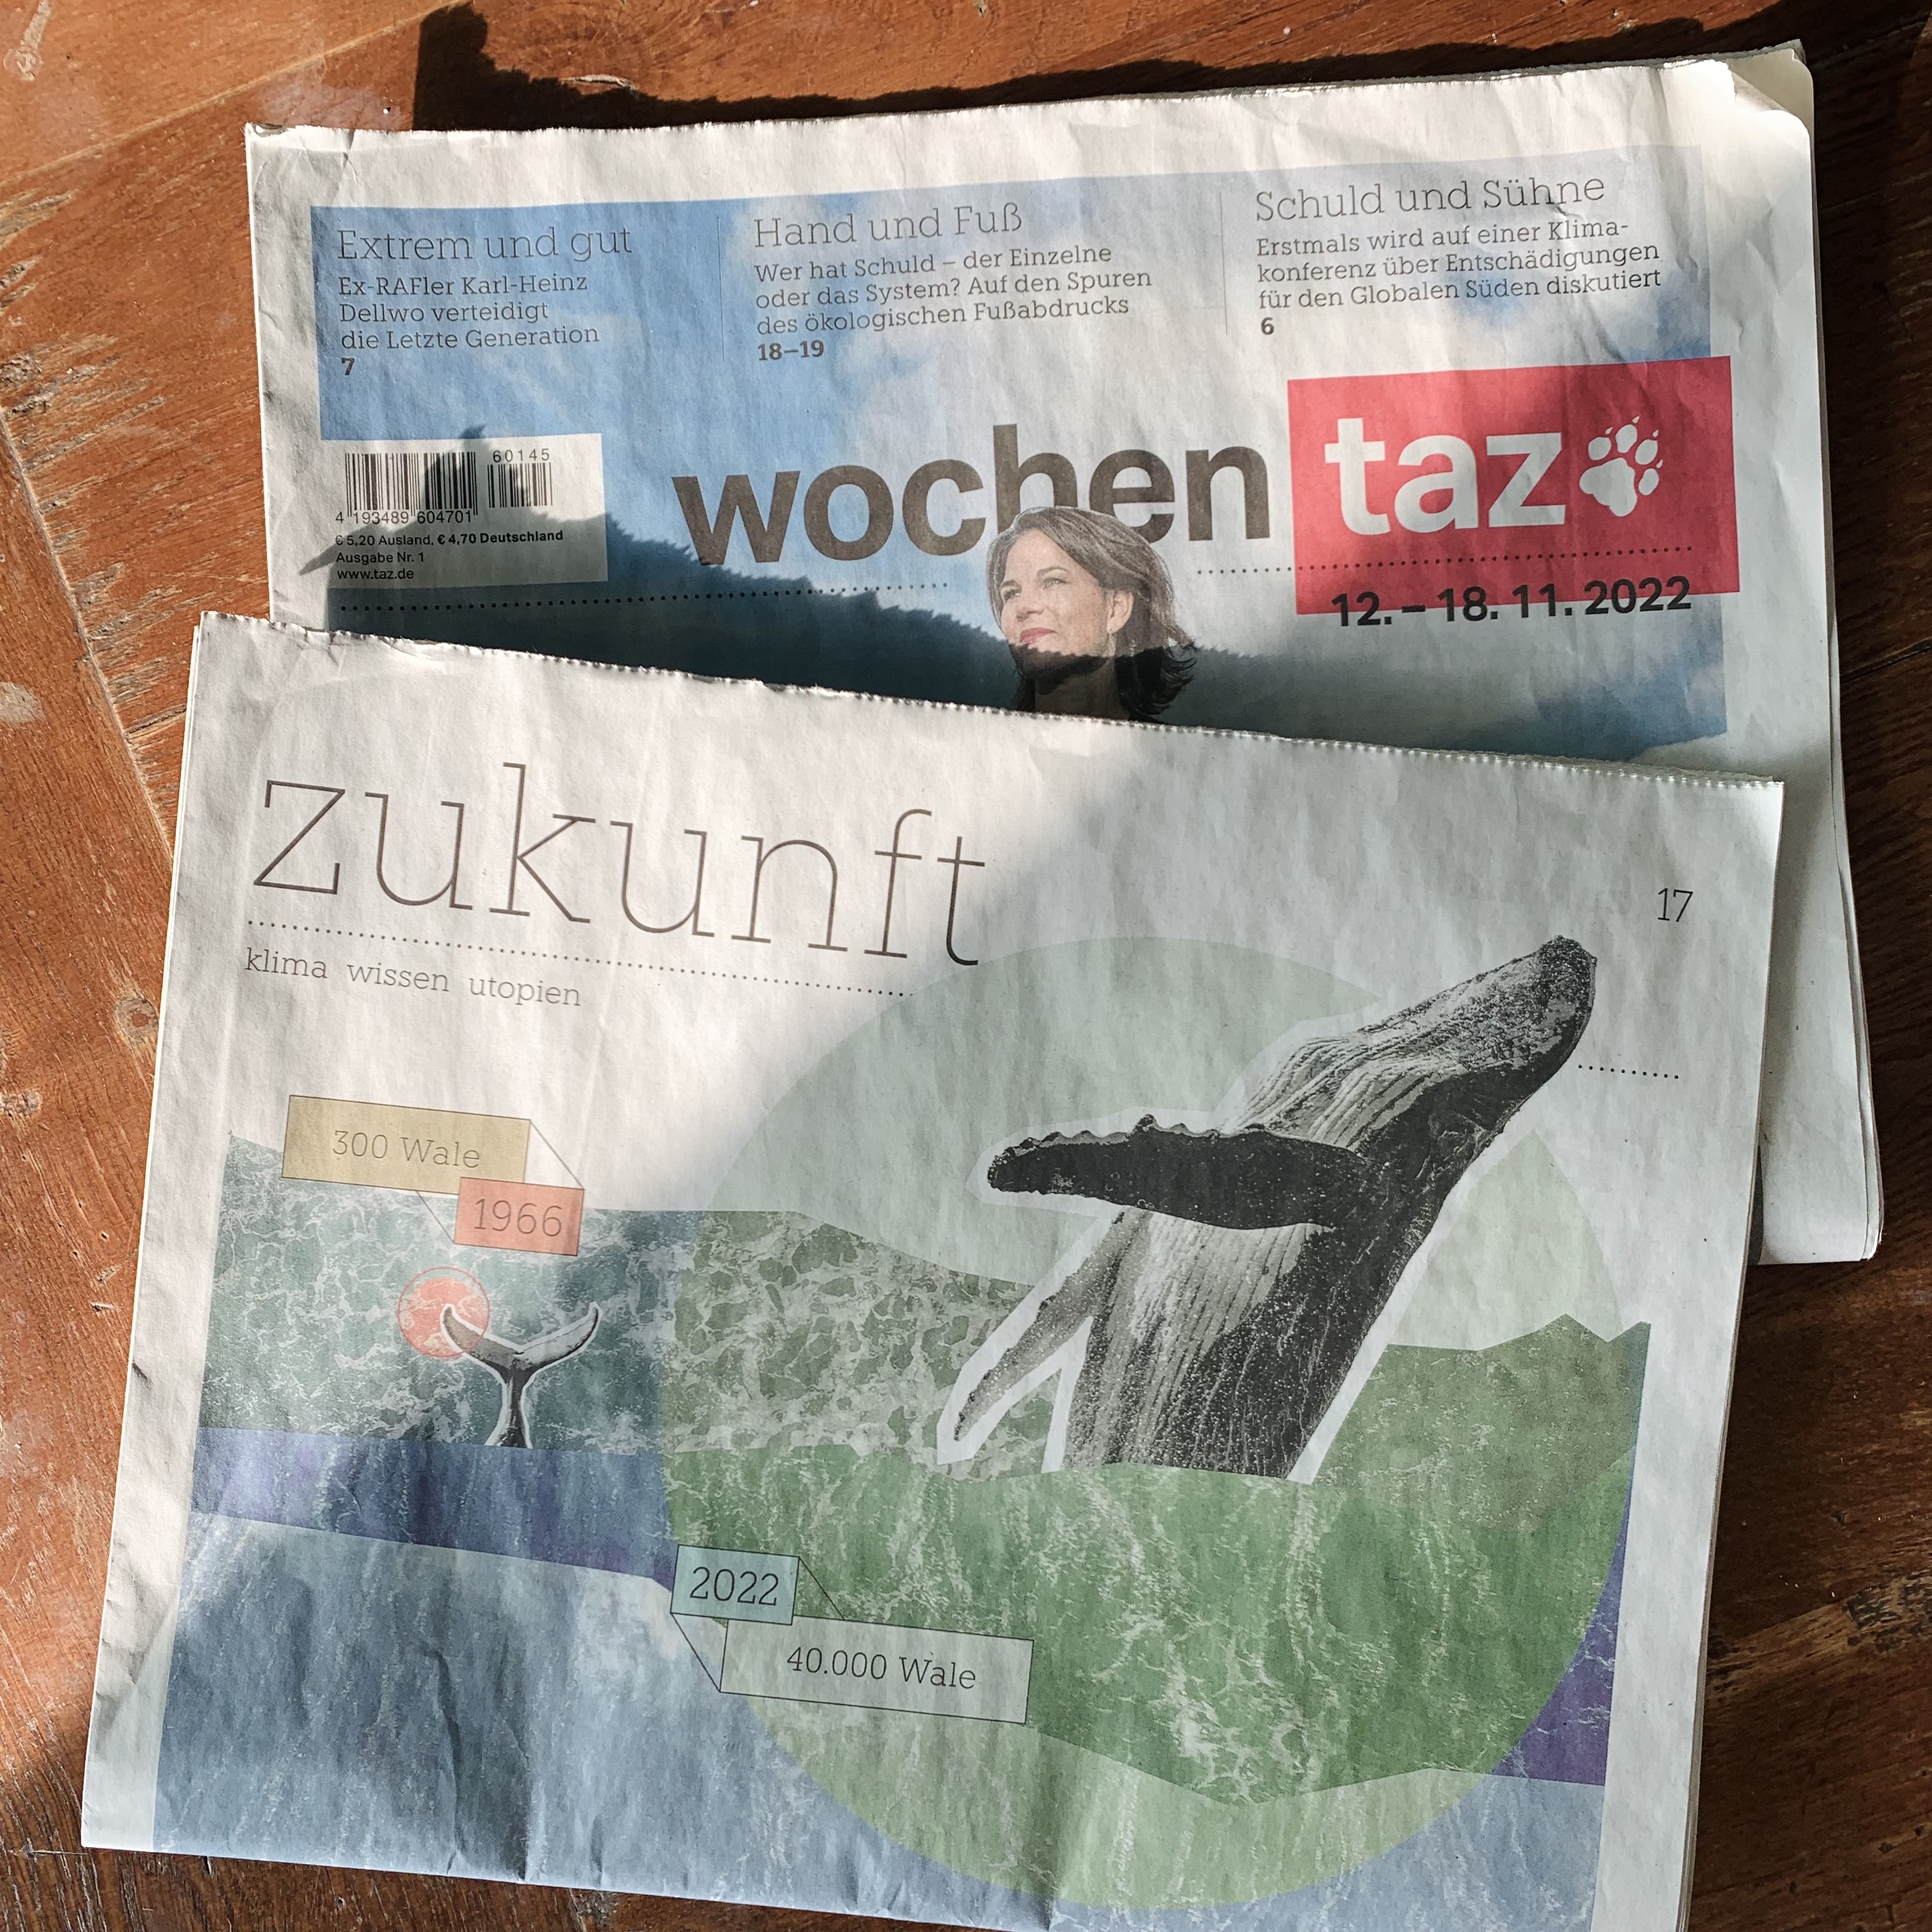 Extrem und gut
Ex-RAFler Karl-Heinz
Dellwo verteidigt
die Letzte Generation
7
Hand und Fuß
Wer hat Schuld – der Einzelne
oder das System? Auf den Spuren
des ökologischen Fußabdrucks
18–19
Schuld und Sühne
Erstmals wird auf einer Klima-
konferenz über Entschädigungen
für den Globalen Süden diskutiert
6
60145
4 193489 604701
€ 5,20 Ausland, € 4,70 Deutschland
Ausgabe Nr. 1
www.taz.de
wochen taz
12. – 18. 11. 2022
zukunft
17
klima wissen utopien
300 Wale
1966
2022
40.000 Wale